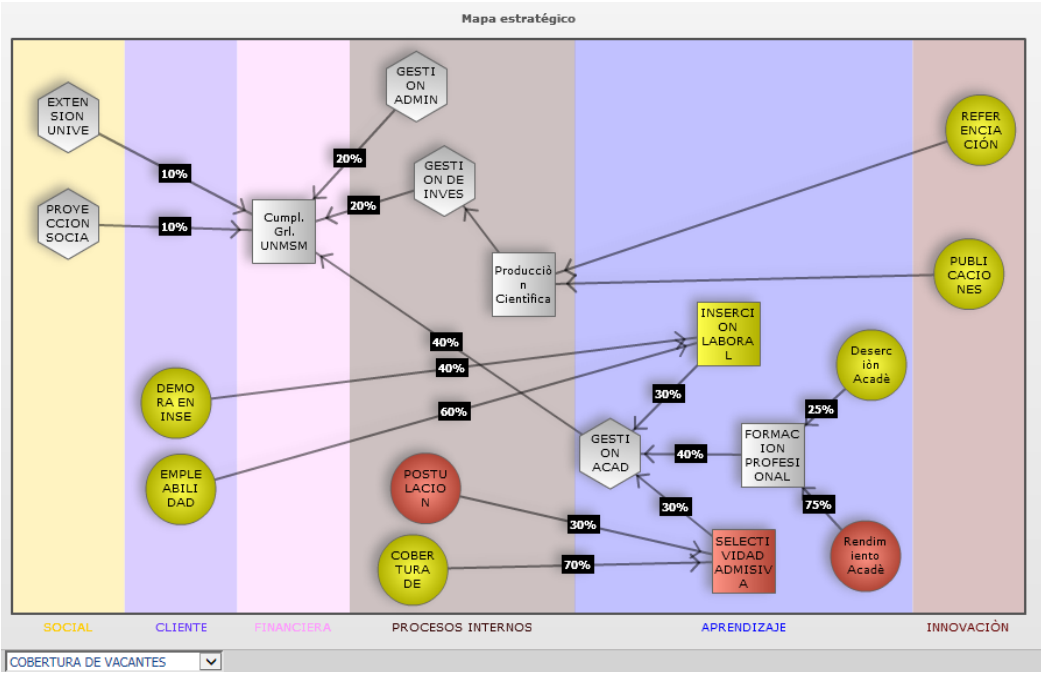 Mapa estratégico
EXTEN
SION
UNIVE
PROYE
CCION
SOCIA
10%
10%
Cumpl.
Grl.
UNMSM
GESTI
ON
ADMIN
20%
GESTI
ON DE
INVES
20%
Producciò
n
Científica
REFER
ENCIA
CIÓN
PUBLI
CACIO
NES
INSERCI
ON
LABORA
L
Deserc
iòn
Acadè
40%
40%
60%
30%
25%
DEMO
RA EN
INSE
EMPLE
ABILI
DAD
GESTI
ON
ACAD
40%
FORMAC
ION
PROFESI
ONAL
POSTU
LACIO
N
30%
75%
30%
COBER
TURA
DE
70%
SELECTI
VIDAD
ADMISIV
A
Rendim
iento
Acadè
SOCIAL
CLIENTE
FINANCIERA
PROCESOS INTERNOS
APRENDIZAJE
INNOVACIÒN
COBERTURA DE VACANTES